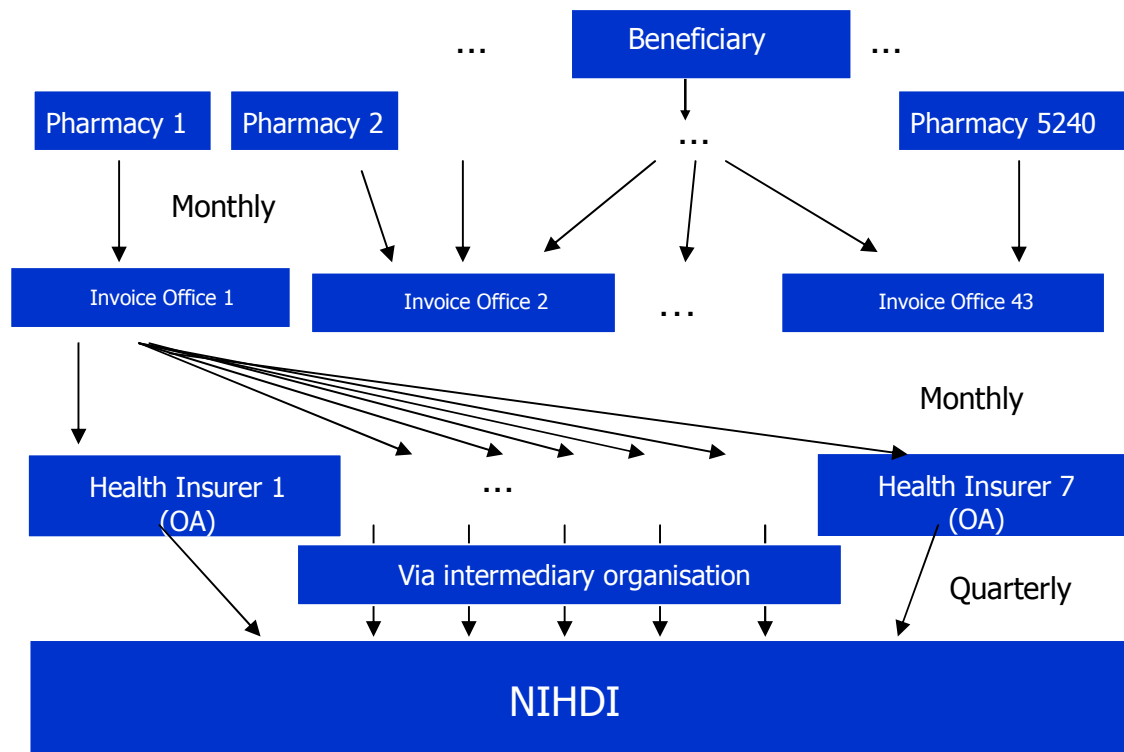 ... Beneficiary ...
Pharmacy 1 Pharmacy 2 ... Pharmacy 5240
Monthly
Invoice Office 1 Invoice Office 2 ... Invoice Office 43
Monthly
Health Insurer 1 ... Health Insurer 7
(OA) (OA)
Via intermediary organisation
Quarterly
NIHDI